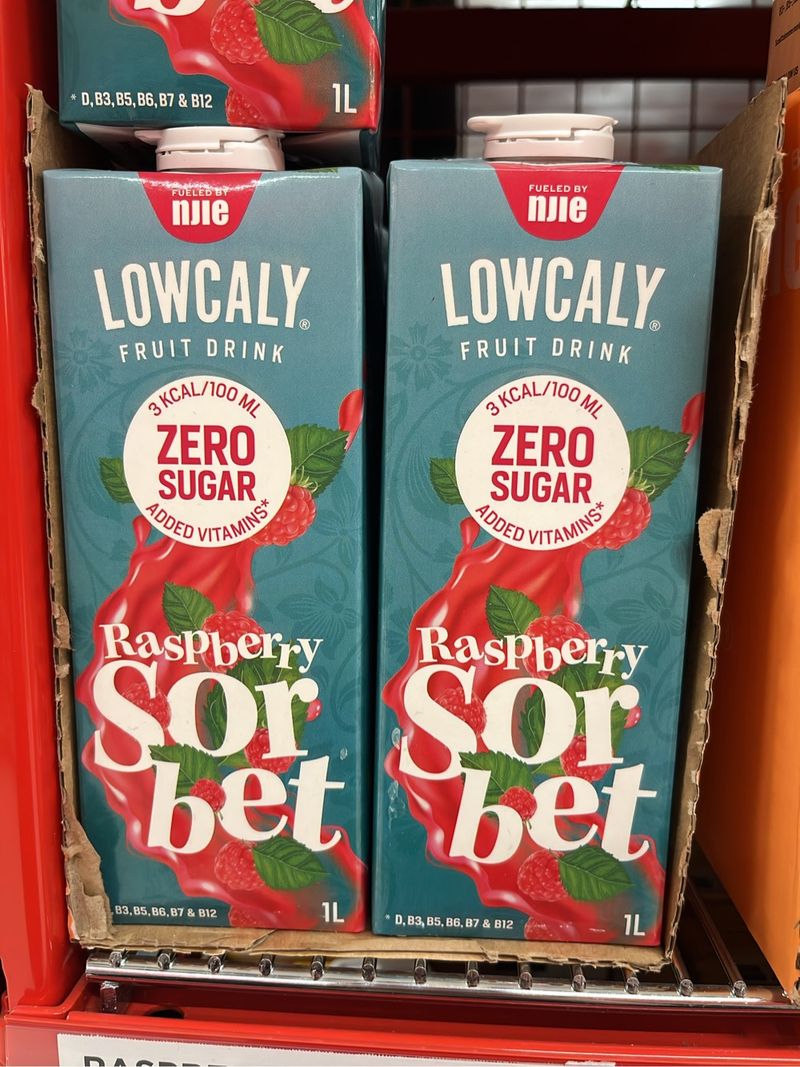 * D, B3, B5, B6, B7 & B12
1L
FUELED BY
NJIE
LOWCALY®
FRUIT DRINK
3 KCAL/100 ML
ZERO
SUGAR
ADDED VITAMINS*
Raspberry
Sor
bet
B3, B5, B6, B7 & B12
1L
FUELED BY
NJIE
LOWCALY®
FRUIT DRINK
3 KCAL/100 ML
ZERO
SUGAR
ADDED VITAMINS*
Raspberry
Sor
bet
* D, B3, B5, B6, B7 & B12
1L